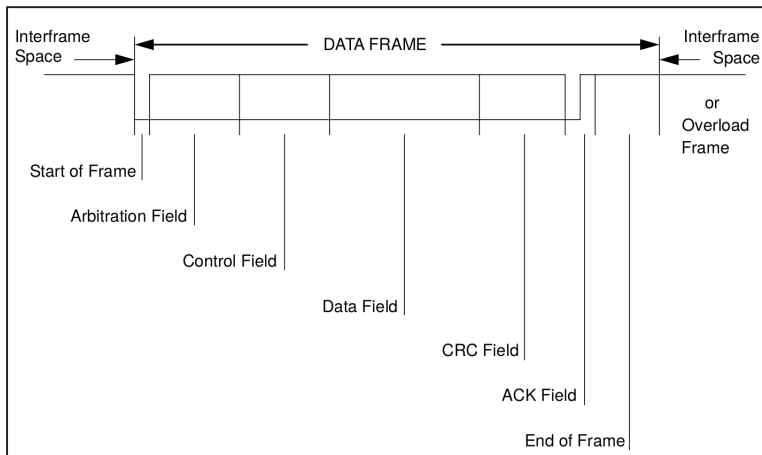 Interframe
Space
DATA FRAME
Interframe
Space
or
Overload
Frame
Start of Frame
Arbitration Field
Control Field
Data Field
CRC Field
ACK Field
End of Frame